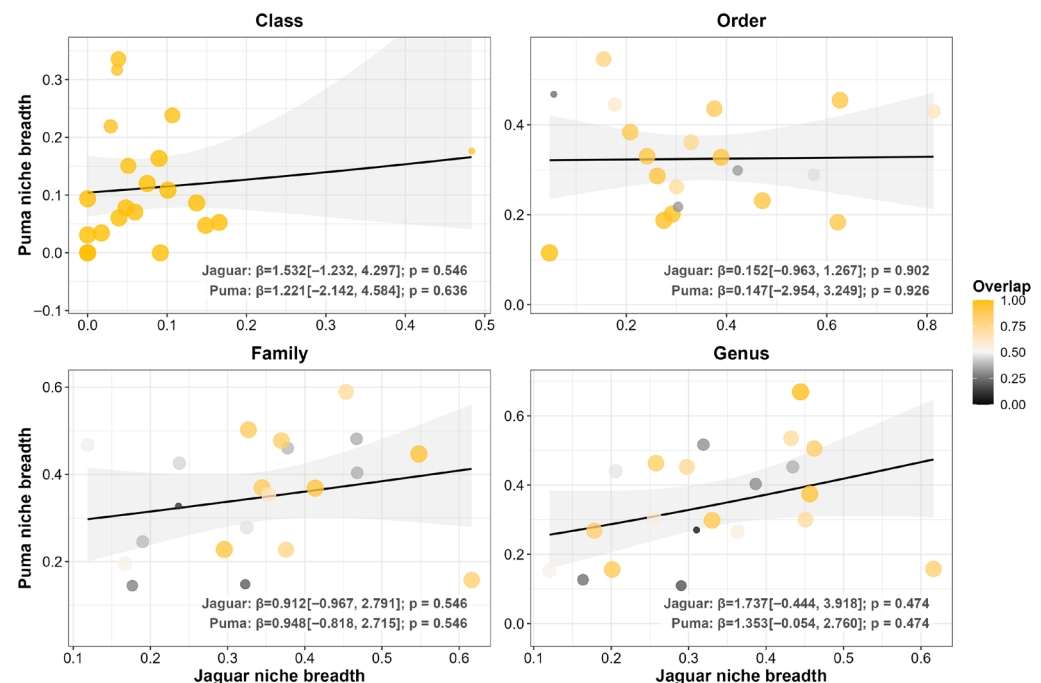 Class
Order
Puma niche breadth
0.3
0.2
0.1
0.0
−0.1
Jaguar: β=1.532[−1.232, 4.297]; p = 0.546
Puma: β=1.221[−2.142, 4.584]; p = 0.636
0.0 0.1 0.2 0.3 0.4 0.5
0.4
0.2
0.0
Jaguar: β=0.152[−0.963, 1.267]; p = 0.902
Puma: β=0.147[−2.954, 3.249]; p = 0.926
0.2 0.4 0.6 0.8
Overlap
1.00
0.75
0.50
0.25
0.00
Family
Genus
Puma niche breadth
0.6
0.4
0.2
Jaguar: β=0.912[−0.967, 2.791]; p = 0.546
Puma: β=0.948[−0.818, 2.715]; p = 0.546
0.1 0.2 0.3 0.4 0.5 0.6
Jaguar niche breadth
0.6
0.4
0.2
0.0
Jaguar: β=1.737[−0.444, 3.918]; p = 0.474
Puma: β=1.353[−0.054, 2.760]; p = 0.474
0.1 0.2 0.3 0.4 0.5 0.6
Jaguar niche breadth